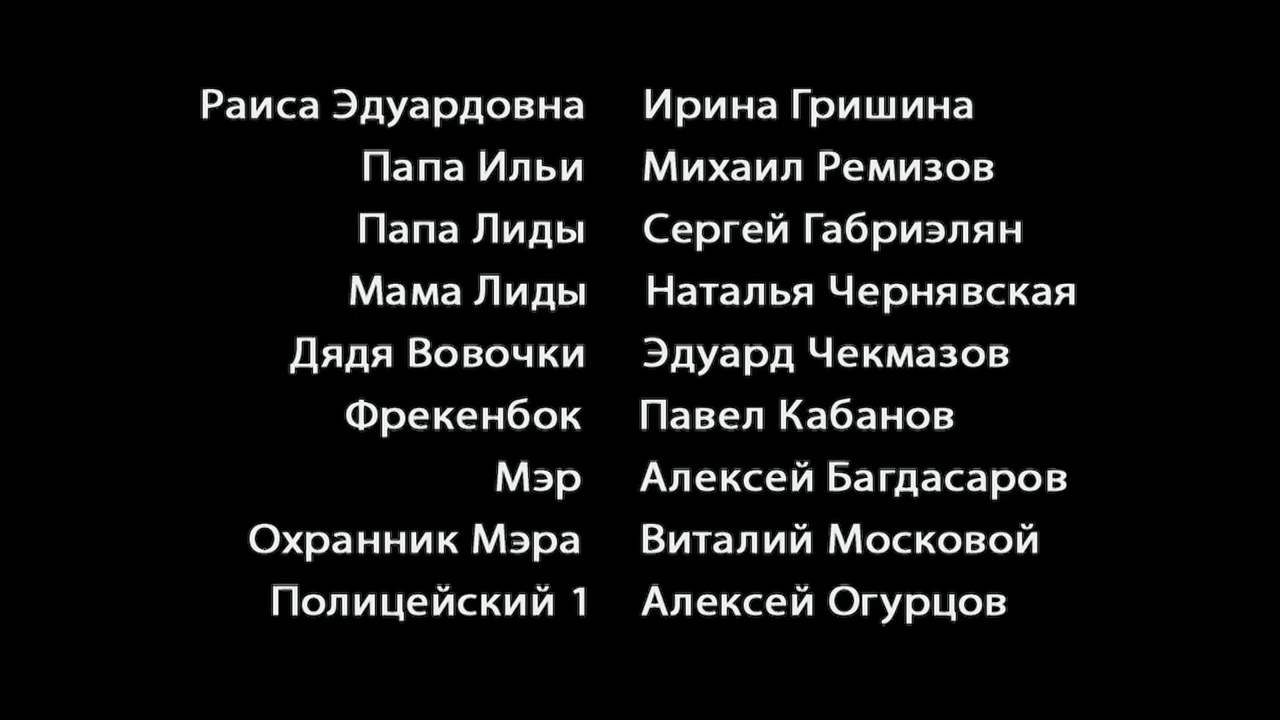 Раиса Эдуардовна Ирина Гришина
Папа Ильи Михаил Ремизов
Папа Лиды Сергей Габриэлян
Мама Лиды Наталья Чернявская
Дядя Вовочки Эдуард Чекмазов
Фрекенбок Павел Кабанов
Мэр Алексей Багдасаров
Охранник Мэра Виталий Московой
Полицейский 1 Алексей Огурцов